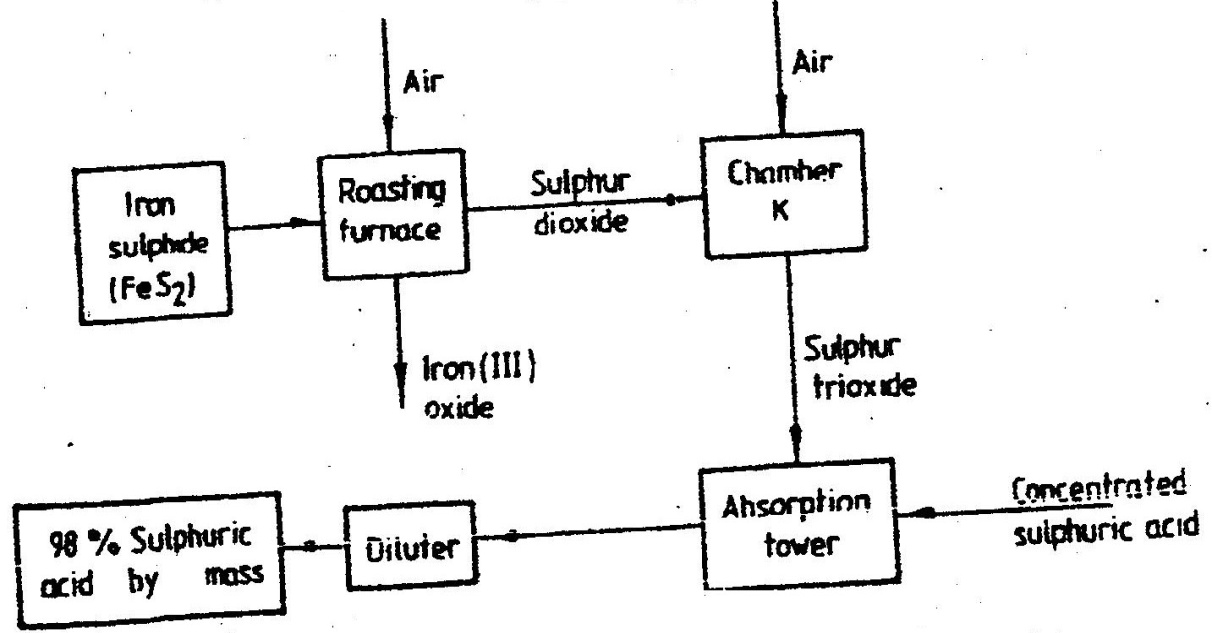 Air
Air
Iron
sulphide
(FeS2)
Roasting
furnace
Sulphur
dioxide
Chamber
K
Iron(III)
oxide
Sulphur
trioxide
98 % Sulphuric
acid by mass
Diluter
Absorption
tower
Concentrated
sulphuric acid